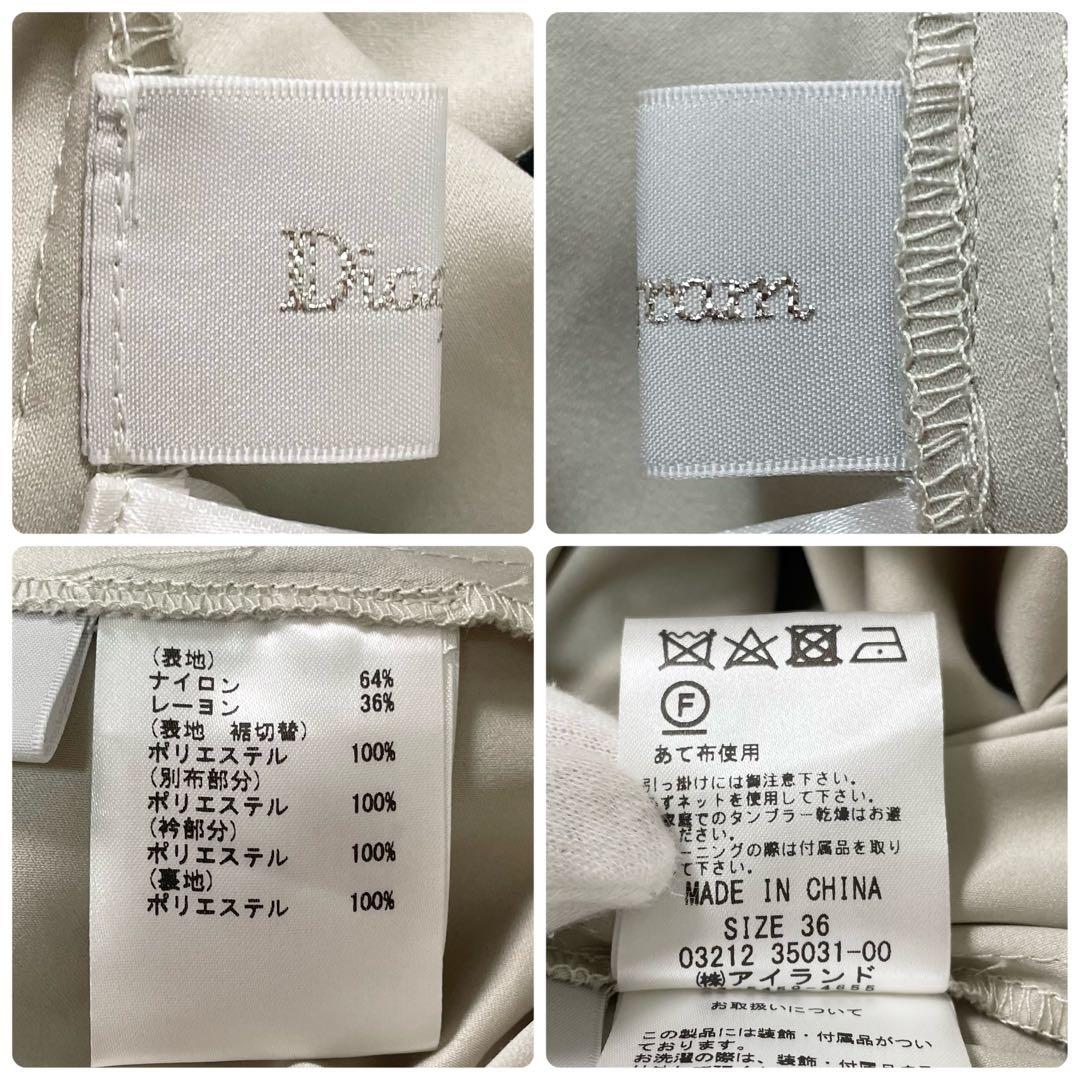 Diag
ram
(表地)
ナイロン 64%
レーヨン 36%
(表地 裾切替)
ポリエステル 100%
(別布部分)
ポリエステル 100%
(衿部分)
ポリエステル 100%
(裏地)
ポリエステル 100%
F
あて布使用
引っ掛けには御注意下さい。
ずネットを使用して下さい。
家庭でのタンブラー乾燥はお避
ださい。
ーニングの際は付属品を取り
て下さい。
MADE IN CHINA
SIZE 36
03212 35031-00
㈱アイランド
お取扱いについて
この製品には装飾・付属品がつい
ております。
お洗濯の際は、装飾・付属品を